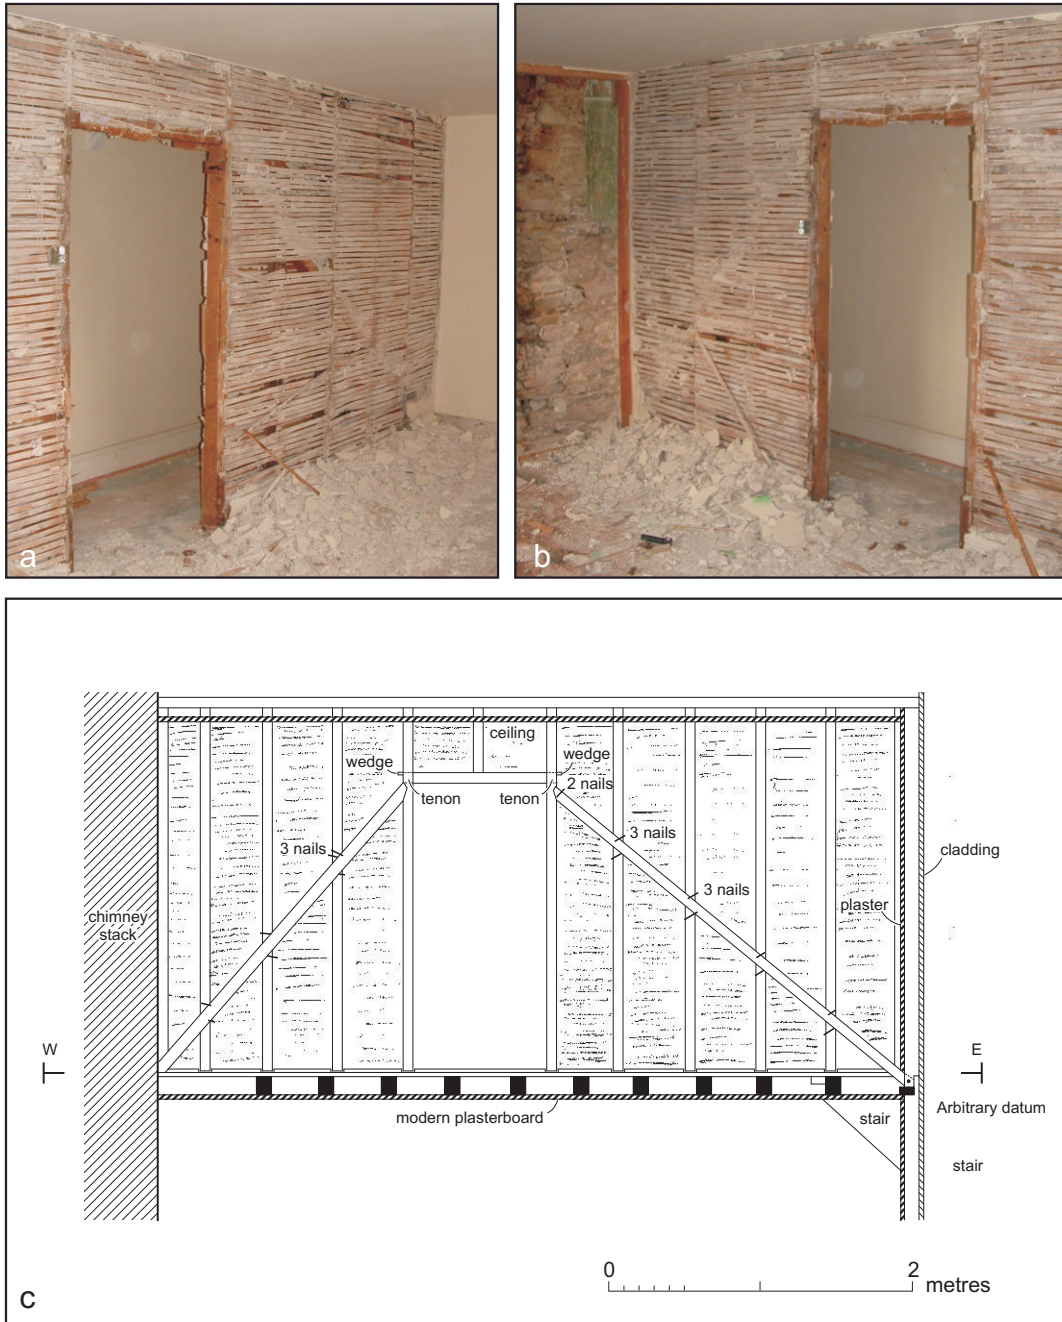 a
b
ceiling
wedge
wedge
tenon
tenon
2 nails
3 nails
3 nails
3 nails
cladding
plaster
chimney
stack
W
E
modern plasterboard
stair
Arbitrary datum
stair
0
2
metres
c